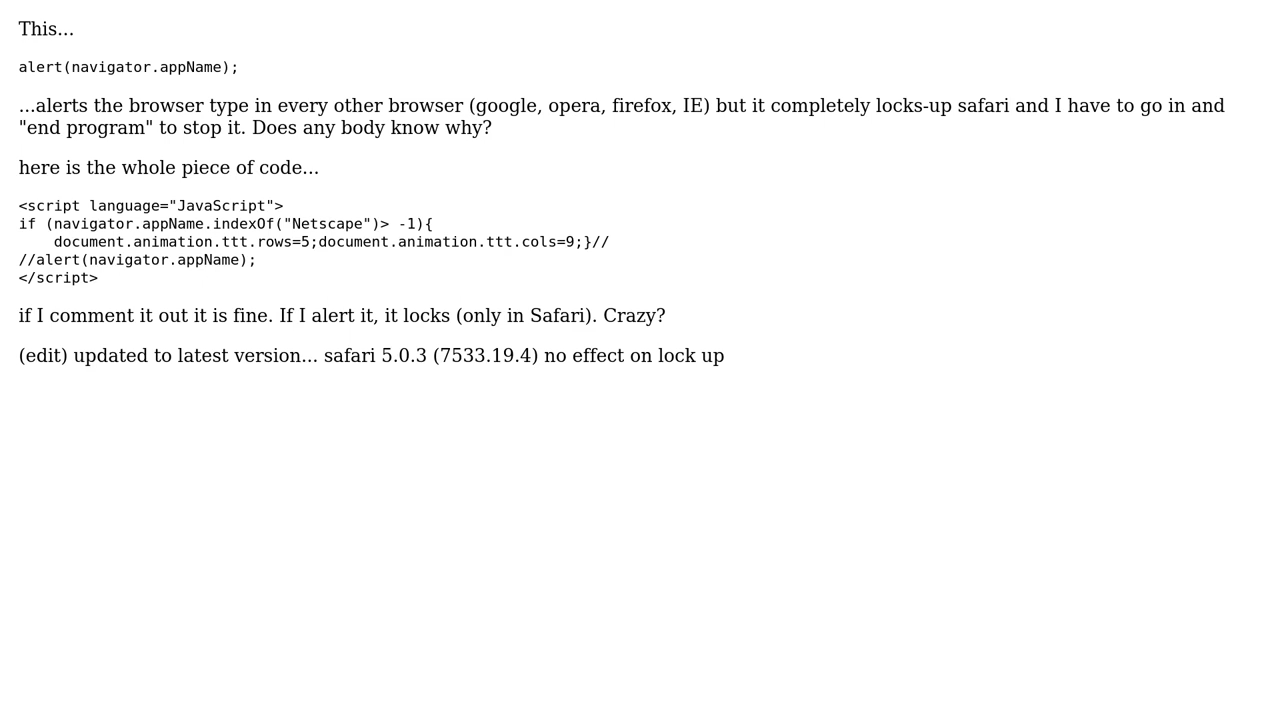 This...
alert(navigator.appName);
...alerts the browser type in every other browser (google, opera, firefox, IE) but it completely locks-up safari and I have to go in and
"end program" to stop it. Does any body know why?
here is the whole piece of code...
<script language="JavaScript">
if (navigator.appName.indexOf("Netscape")> -1){
    document.animation.ttt.rows=5;document.animation.ttt.cols=9;}//
//alert(navigator.appName);
</script>
if I comment it out it is fine. If I alert it, it locks (only in Safari). Crazy?
(edit) updated to latest version... safari 5.0.3 (7533.19.4) no effect on lock up